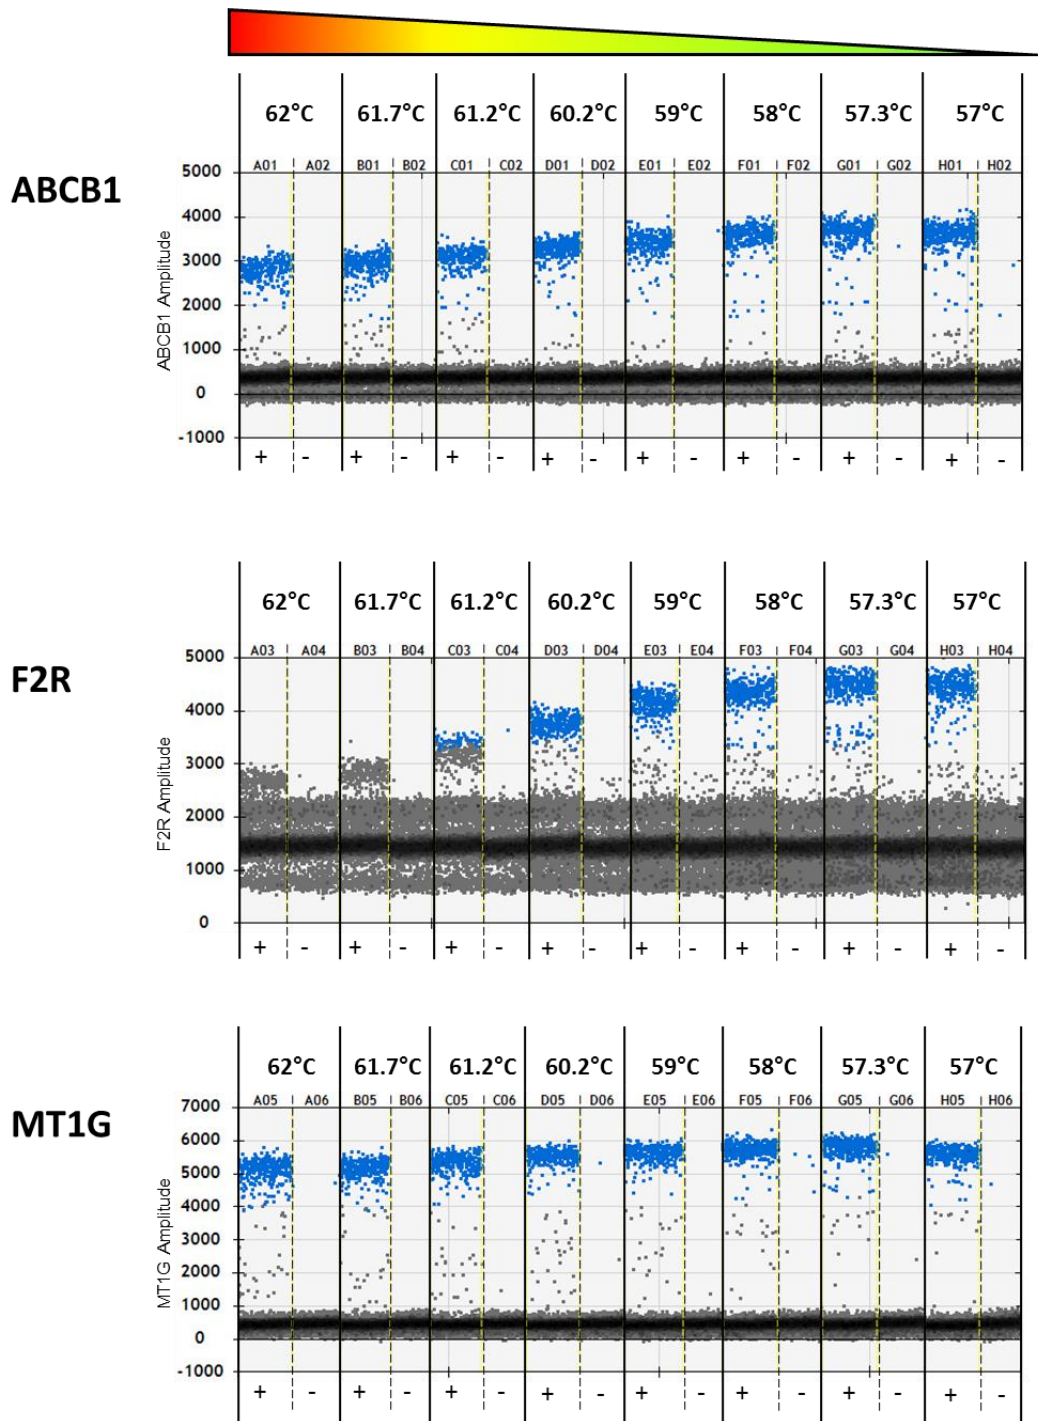 62°C 61.7°C 61.2°C 60.2°C 59°C 58°C 57.3°C 57°C
ABCB1
A01 A02 B01 B02 C01 C02 D01 D02 E01 E02 F01 F02 G01 G02 H01 H02
ABCB1 Amplitude
5000
4000
3000
2000
1000
0
-1000
+ - + - + - + - + - + - + - + -
62°C 61.7°C 61.2°C 60.2°C 59°C 58°C 57.3°C 57°C
F2R
A03 A04 B03 B04 C03 C04 D03 D04 E03 E04 F03 F04 G03 G04 H03 H04
F2R Amplitude
5000
4000
3000
2000
1000
0
+ - + - + - + - + - + - + - + -
62°C 61.7°C 61.2°C 60.2°C 59°C 58°C 57.3°C 57°C
MT1G
A05 A06 B05 B06 C05 C06 D05 D06 E05 E06 F05 F06 G05 G06 H05 H06
MT1G Amplitude
7000
6000
5000
4000
3000
2000
1000
0
-1000
+ - + - + - + - + - + - + - + -